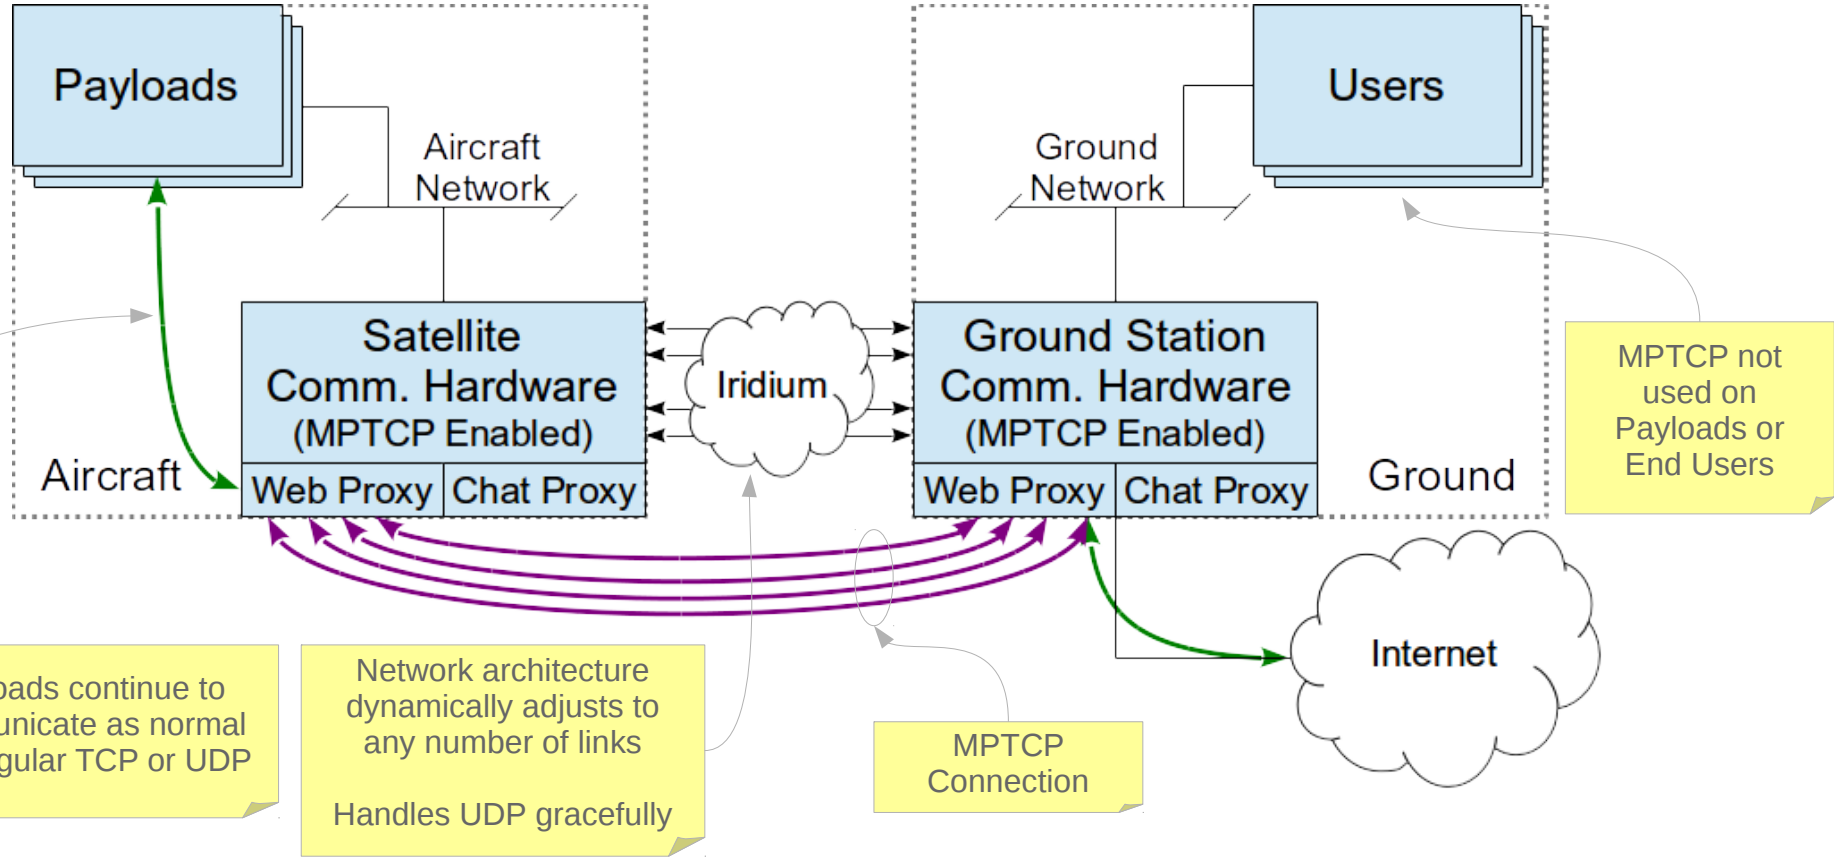 Payloads
Aircraft
Network
Satellite
Comm. Hardware
(MPTCP Enabled)
Web Proxy
Chat Proxy
Aircraft
Iridium
Users
Ground
Network
Ground Station
Comm. Hardware
(MPTCP Enabled)
Web Proxy
Chat Proxy
Ground
MPTCP not
used on
Payloads or
End Users
Internet
continue to
as normal
TCP or UDP
Network architecture
dynamically adjusts to
any number of links
Handles UDP gracefully
MPTCP
Connection